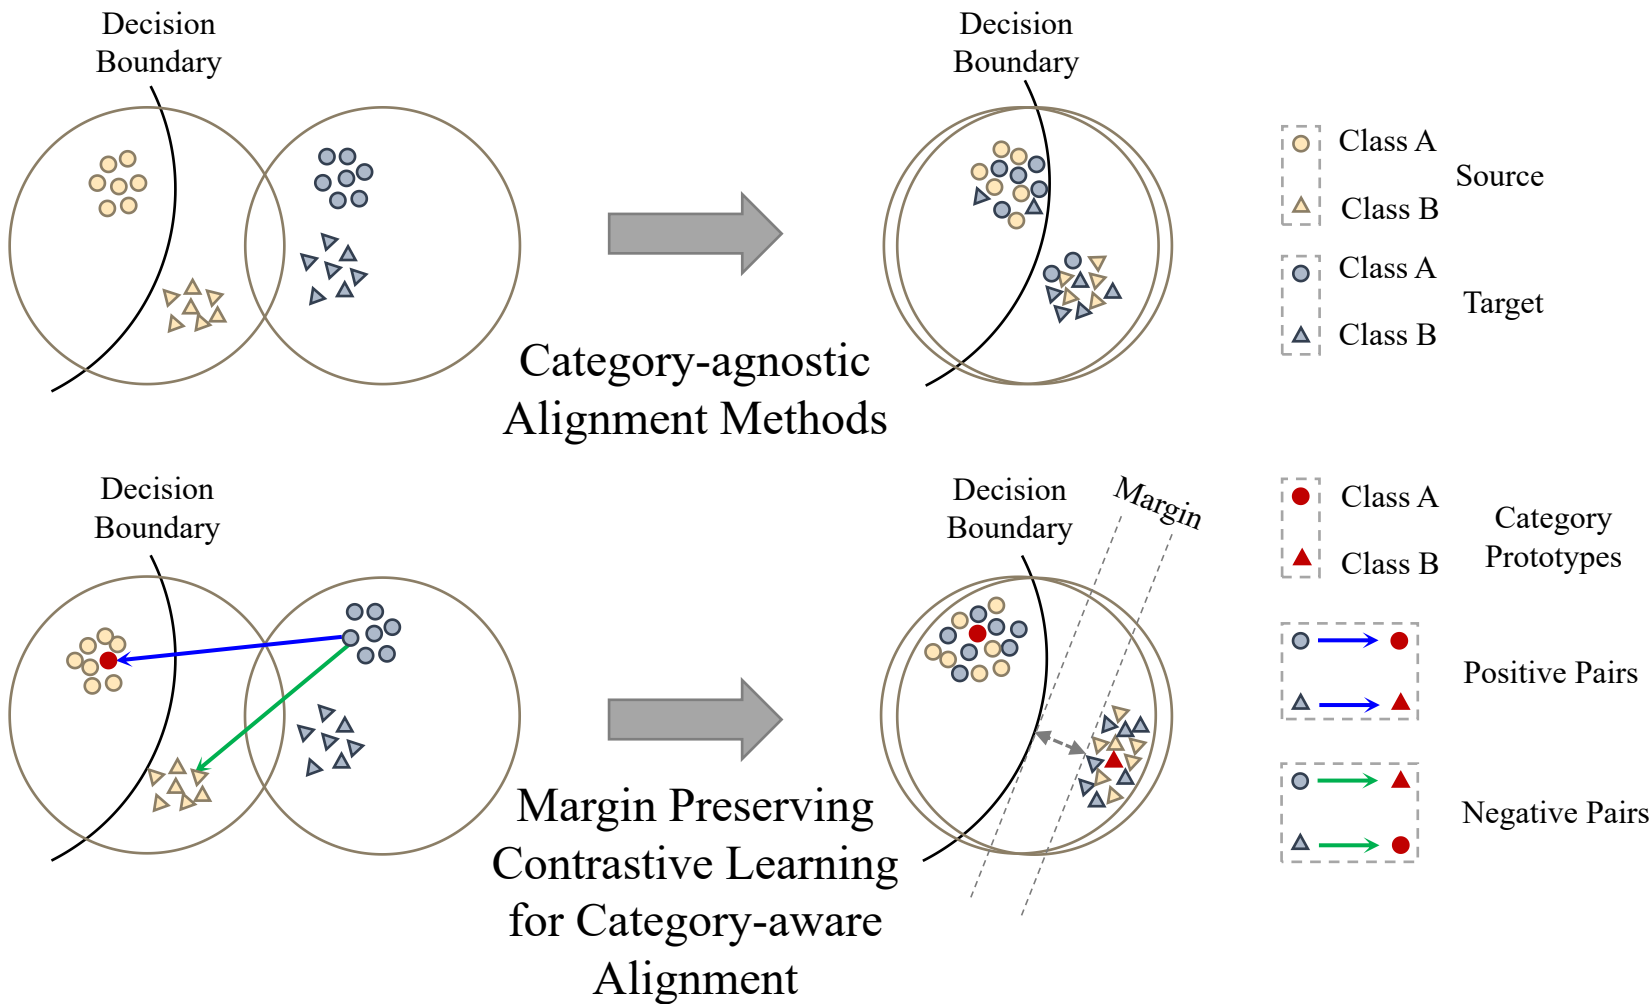 Decision
Boundary
Decision
Boundary
Class A
Source
Class B
Class A
Target
Class B
Category-agnostic
Alignment Methods
Decision
Boundary
Decision
Boundary
Margin
Class A
Category
Prototypes
Class B
Positive Pairs
Negative Pairs
Margin Preserving
Contrastive Learning
for Category-aware
Alignment